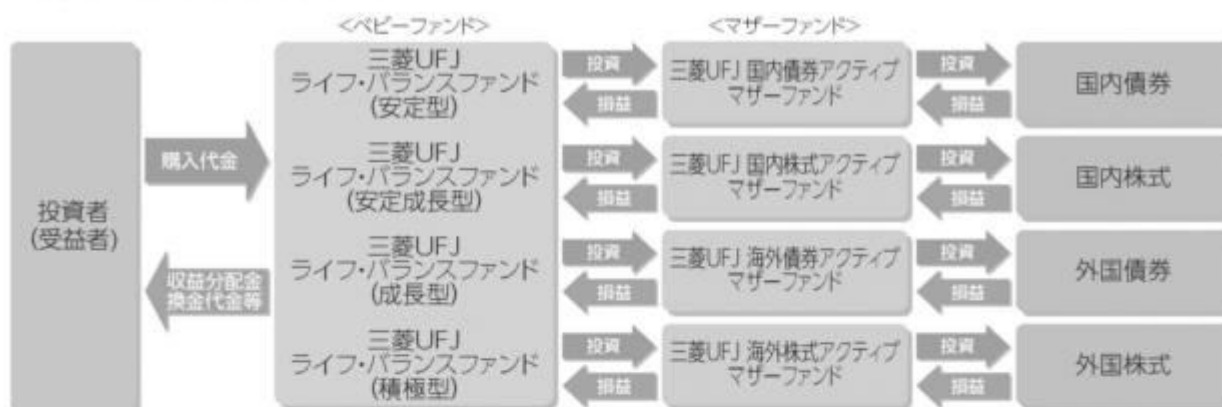 <ベビーファンド>
<マザーファンド>
投資者
(受益者)
購入代金
収益分配金
換金代金等
三菱UFJ
ライフ・バランスファンド
(安定型)
三菱UFJ
ライフ・バランスファンド
(安定成長型)
三菱UFJ
ライフ・バランスファンド
(成長型)
三菱UFJ
ライフ・バランスファンド
(積極型)
投資
損益
投資
損益
投資
損益
投資
損益
三菱UFJ 国内債券アクティブ
マザーファンド
三菱UFJ 国内株式アクティブ
マザーファンド
三菱UFJ 海外債券アクティブ
マザーファンド
三菱UFJ 海外株式アクティブ
マザーファンド
投資
損益
投資
損益
投資
損益
投資
損益
国内債券
国内株式
外国債券
外国株式